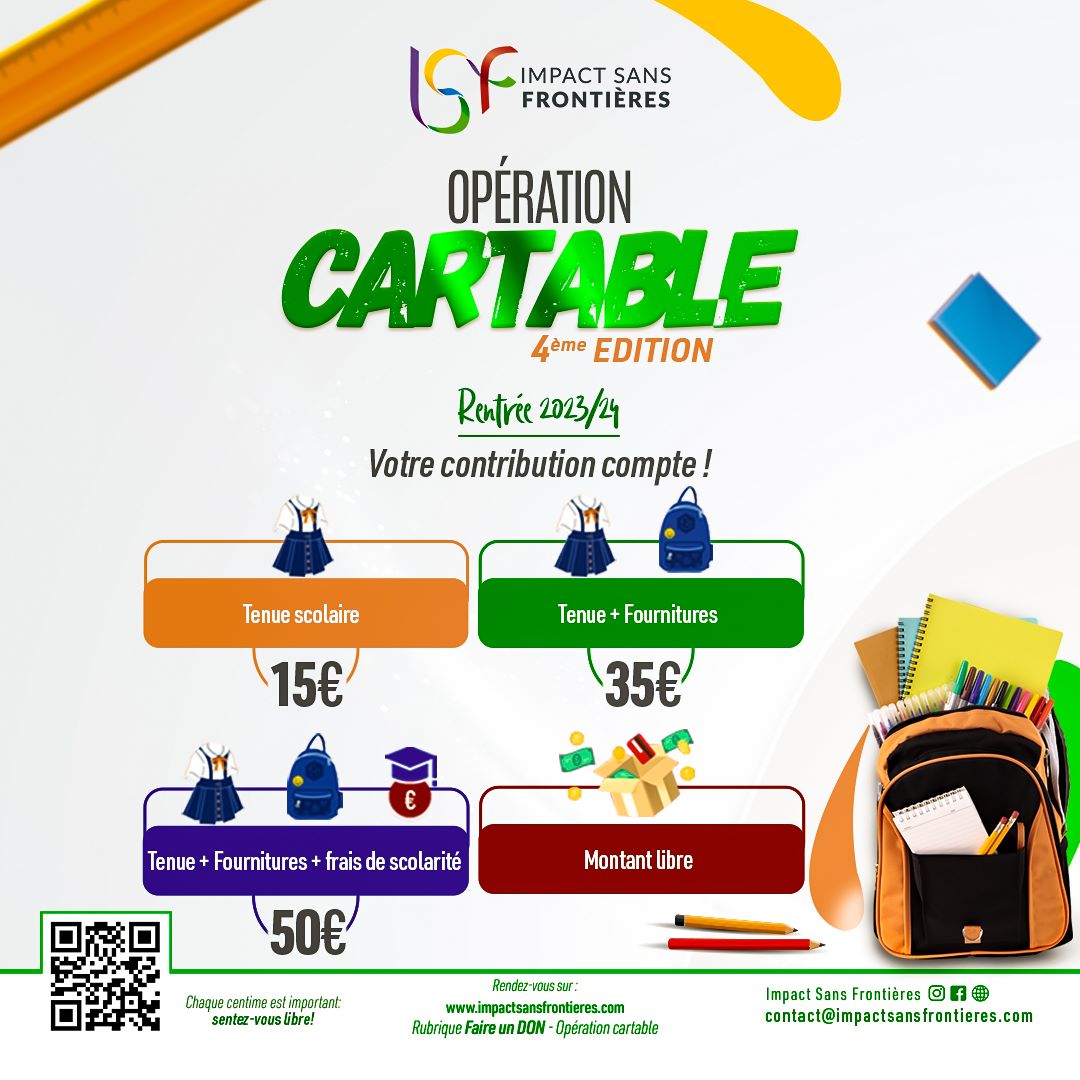 IMPACT SANS
FRONTIÈRES
OPÉRATION
CARTABLE
4ème EDITION
Rentrée 2023/24
Votre contribution compte !
Tenue scolaire
15€
Tenue + Fournitures
35€
Tenue + Fournitures + frais de scolarité
50€
Montant libre
Chaque centime est important:
sentez-vous libre!
Rendez-vous sur :
www.impactsansfrontieres.com
Rubrique Faire un DON - Opération cartable
Impact Sans Frontières
contact@impactsansfrontieres.com